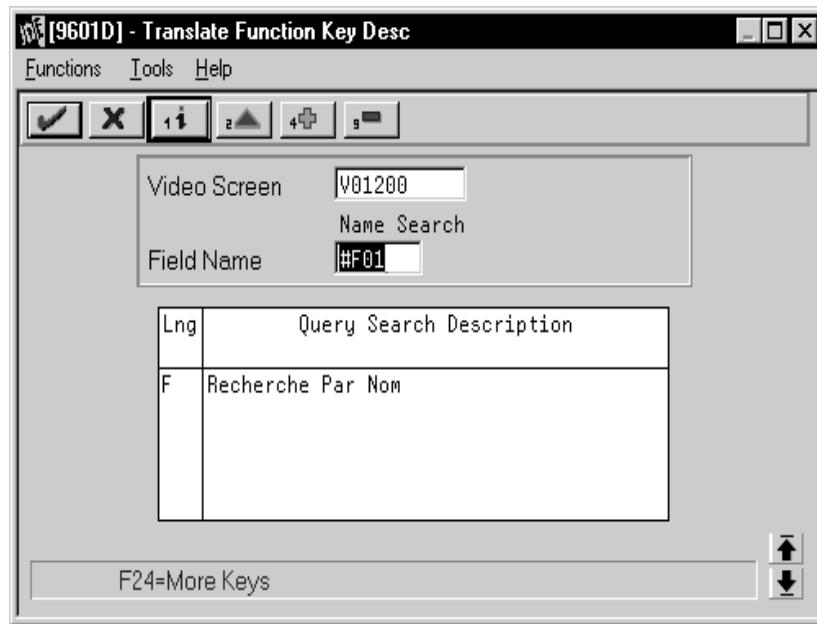 [9601D] - Translate Function Key Desc
Functions Tools Help
1 i 2 4 9
Video Screen V01200
Name Search
Field Name #F01
Lng Query Search Description
F Recherche Par Nom
F24=More Keys